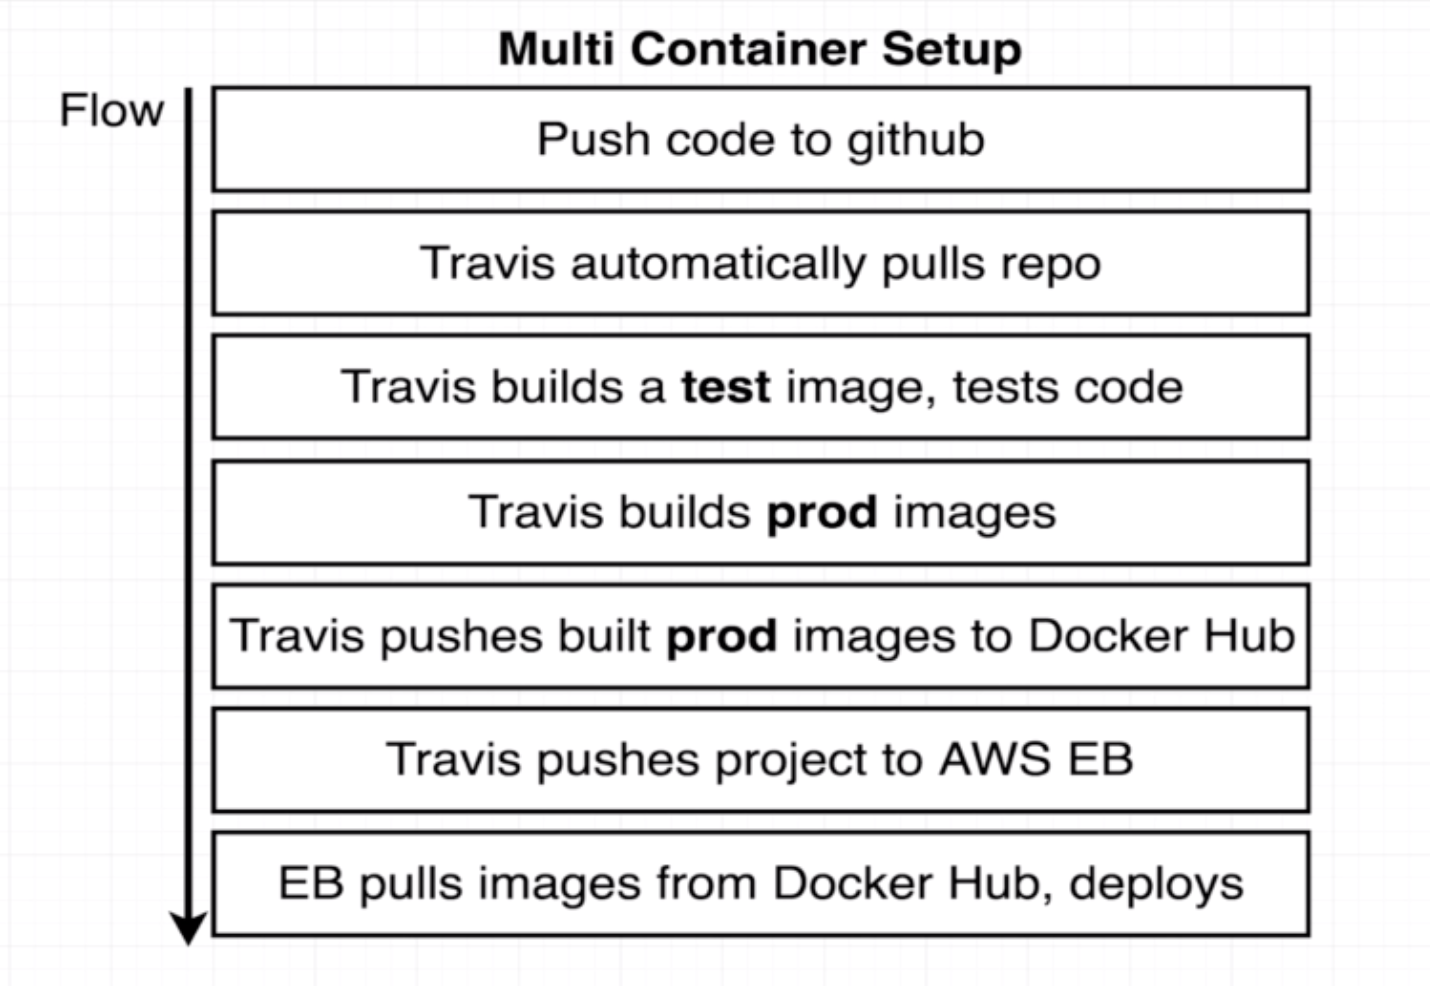 Multi Container Setup
Flow
Push code to github
Travis automatically pulls repo
Travis builds a test image, tests code
Travis builds prod images
Travis pushes built prod images to Docker Hub
Travis pushes project to AWS EB
EB pulls images from Docker Hub, deploys